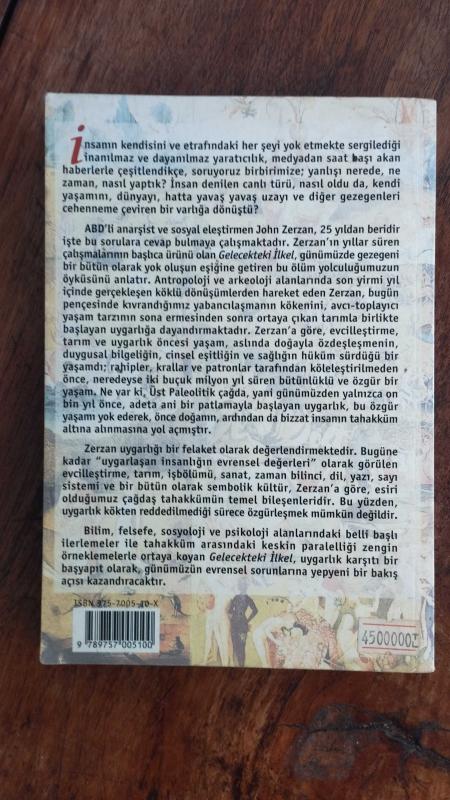 İnsanın kendisini ve etrafındaki her şeyi yok etmekte sergilediği
inanılmaz ve dayanılmaz yaratıcılık, medyadan saat başı akan
haberlerle çeşitlendikçe, soruyoruz birbirimize; yanlışı nerede, ne
zaman, nasıl yaptık? İnsan denilen canlı türü, nasıl oldu da, kendi
yaşamını, dünyayı, hatta yavaş yavaş uzayı ve diğer gezegenleri
cehenneme çeviren bir varlığa dönüştü?
ABD'li anarşist ve sosyal eleştirmen John Zerzan, 25 yıldan beridir
işte bu sorulara cevap bulmaya çalışmaktadır. Zerzan'ın yıllar süren
çalışmalarının başlıca ürünü olan Gelecekteki İlkel, günümüzde gezegeni
bir bütün olarak yok oluşun eşiğine getiren bu ölüm yolculuğumuzun
öyküsünü anlatır. Antropoloji ve arkeoloji alanlarında son yirmi yıl
içinde gerçekleşen köklü dönüşümlerden hareket eden Zerzan, bugün
pençesinde kıvrandığımız yabancılaşmanın kökenini, avcı-toplayıcı
yaşam tarzının sona ermesinden sonra ortaya çıkan tarımla birlikte
başlayan uygarlığa dayandırmaktadır. Zerzan'a göre, evcilleştirme,
tarım ve uygarlık öncesi yaşam, aslında doğayla özdeşleşmenin,
duygusal bilgeliğin, cinsel eşitliğin ve sağlığın hüküm sürdüğü bir
yaşamdı; rahipler, krallar ve patronlar tarafından köleleştirilmeden
önce, neredeyse iki buçuk milyon yıl süren bütünlüklü ve özgür bir
yaşam. Ne var ki, Üst Paleolitik çağda, yani günümüzden yalnızca on
bin yıl önce, adeta ani bir patlamayla başlayan uygarlık, bu özgür
yaşamı yok ederek, önce doğanın, ardından da bizzat insanın tahakküm
altına alınmasına yol açmıştır.
Zerzan uygarlığı bir felaket olarak değerlendirmektedir. Bugüne
kadar "uygarlaşan insanlığın evrensel değerleri" olarak görülen
evcilleştirme, tarım, işbölümü, sanat, zaman bilinci, dil, yazı, sayı
sistemi ve bir bütün olarak sembolik kültür, Zerzan'a göre, esiri
olduğumuz çağdaş tahakkümün temel bileşenleridir. Bu yüzden,
uygarlık kökten reddedilmediği sürece özgürleşmek mümkün değildir.
Bilim, felsefe, sosyoloji ve psikoloji alanlarındaki belli başlı
ilerlemeler ile tahakküm arasındaki keskin paralelliği zengin
örneklemelerle ortaya koyan Gelecekteki İlkel, uygarlık karşıtı bir
başyapıt olarak, günümüzün evrensel sorunlarına yepyeni bir bakış
açısı kazandıracaktır.
ISBN 975-7005-10-X
9 789757 005100
4500000T